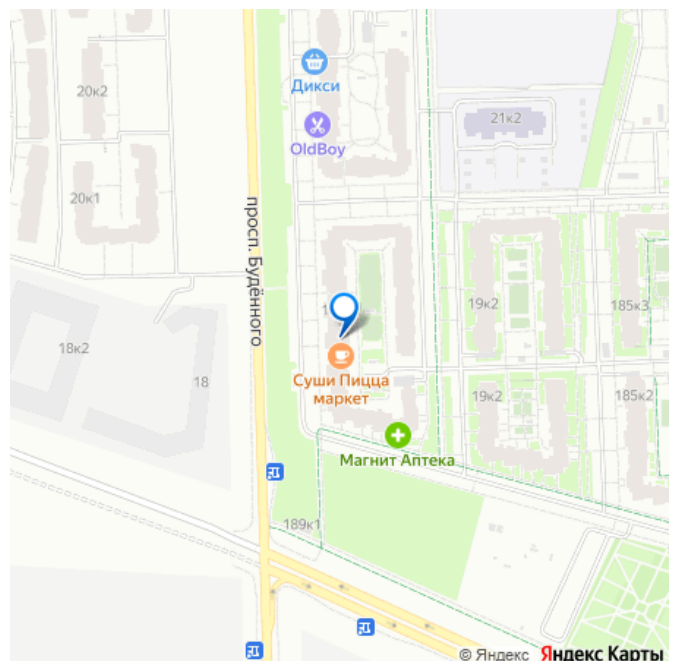 20к2
Дикси
21к2
OldBoy
20к1
просп. Будённого
19к2
185к3
18к2
18
Суши Пицца
маркет
19к2
185к2
Магнит Аптека
189к1
© Яндекс Яндекс Карты